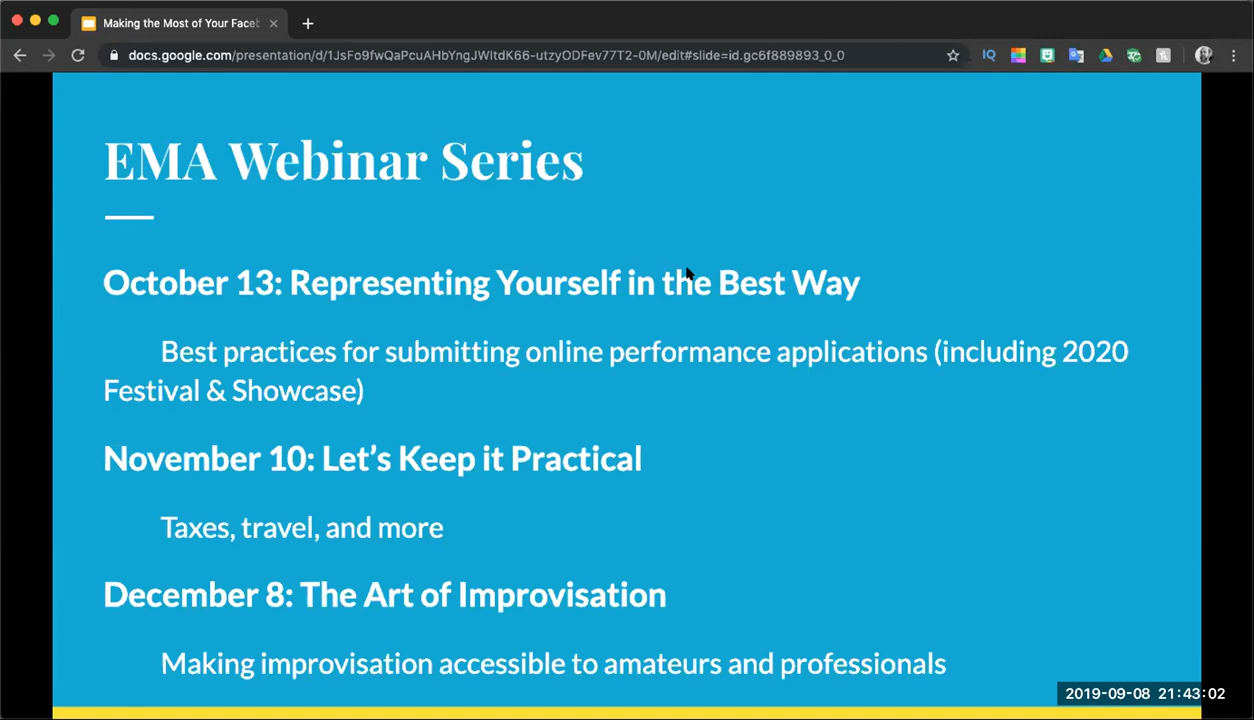 Making the Most of Your Faceb
docs.google.com/presentation/d/1JsFo9fwQaPcuAHbYngJWltdK66-utzyODFev77T2-0M/edit#slide=id.gc6f889893_0_0
EMA Webinar Series
October 13: Representing Yourself in the Best Way
Best practices for submitting online performance applications (including 2020
Festival & Showcase)
November 10: Let’s Keep it Practical
Taxes, travel, and more
December 8: The Art of Improvisation
Making improvisation accessible to amateurs and professionals
2019-09-08 21:43:02